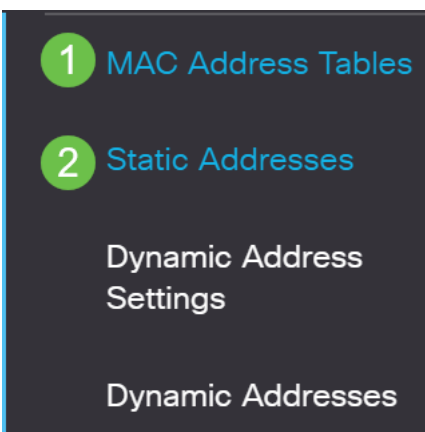 1 MAC Address Tables
2 Static Addresses
Dynamic Address
Settings
Dynamic Addresses